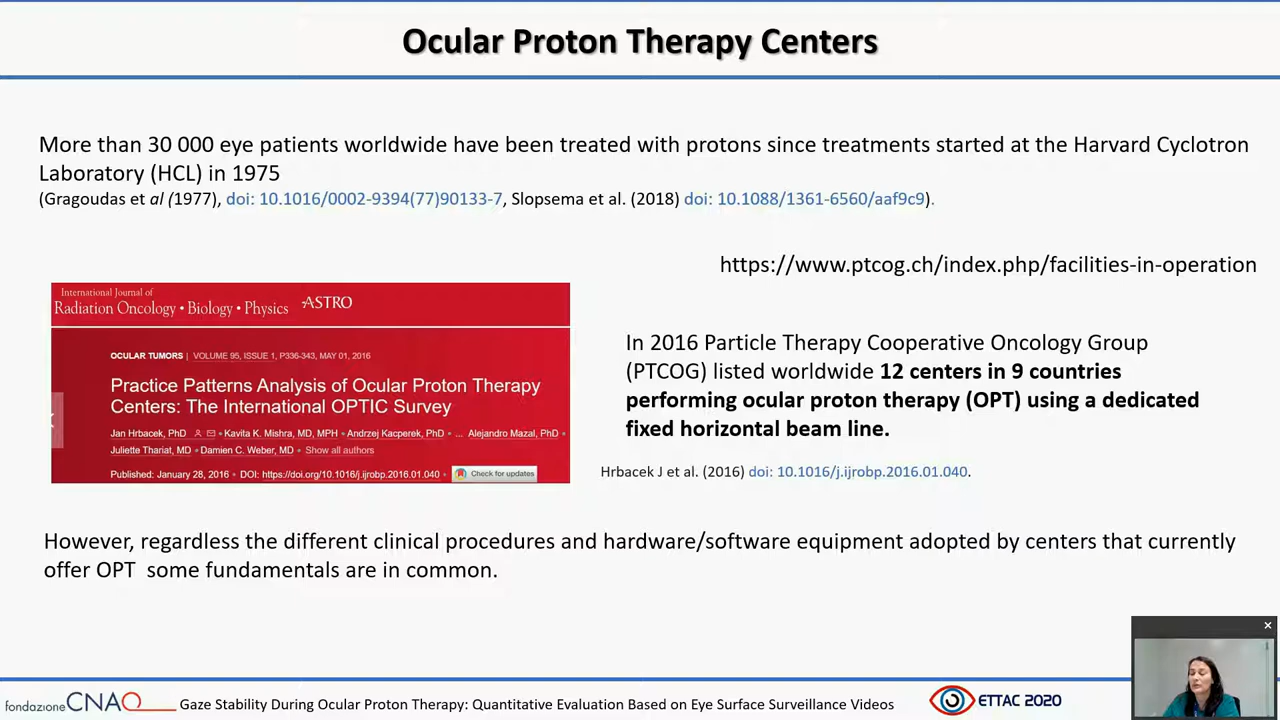 Ocular Proton Therapy Centers
More than 30 000 eye patients worldwide have been treated with protons since treatments started at the Harvard Cyclotron
Laboratory (HCL) in 1975
(Gragoudas et al (1977), doi: 10.1016/0002-9394(77)90133-7, Slopsema et al. (2018) doi: 10.1088/1361-6560/aaf9c9).
https://www.ptcog.ch/index.php/facilities-in-operation
International Journal of
Radiation Oncology • Biology • Physics
ASTRO
OCULAR TUMORS | VOLUME 95, ISSUE 1, P336-343, MAY 01, 2016
Practice Patterns Analysis of Ocular Proton Therapy
Centers: The International OPTIC Survey
Jan Hrbacek, PhD • Kavita K. Mishra, MD, MPH • Andrzej Kacperek, PhD • ... Alejandro Mazal, PhD •
Juliette Thariat, MD • Damien C. Weber, MD • Show all authors
Published: January 28, 2016 • DOI: https://doi.org/10.1016/j.ijrobp.2016.01.040 • Check for updates
In 2016 Particle Therapy Cooperative Oncology Group
(PTCOG) listed worldwide 12 centers in 9 countries
performing ocular proton therapy (OPT) using a dedicated
fixed horizontal beam line.
Hrbacek J et al. (2016) doi: 10.1016/j.ijrobp.2016.01.040.
However, regardless the different clinical procedures and hardware/software equipment adopted by centers that currently
offer OPT some fundamentals are in common.
fondazione CNAO
Gaze Stability During Ocular Proton Therapy: Quantitative Evaluation Based on Eye Surface Surveillance Videos
ETTAC 2020